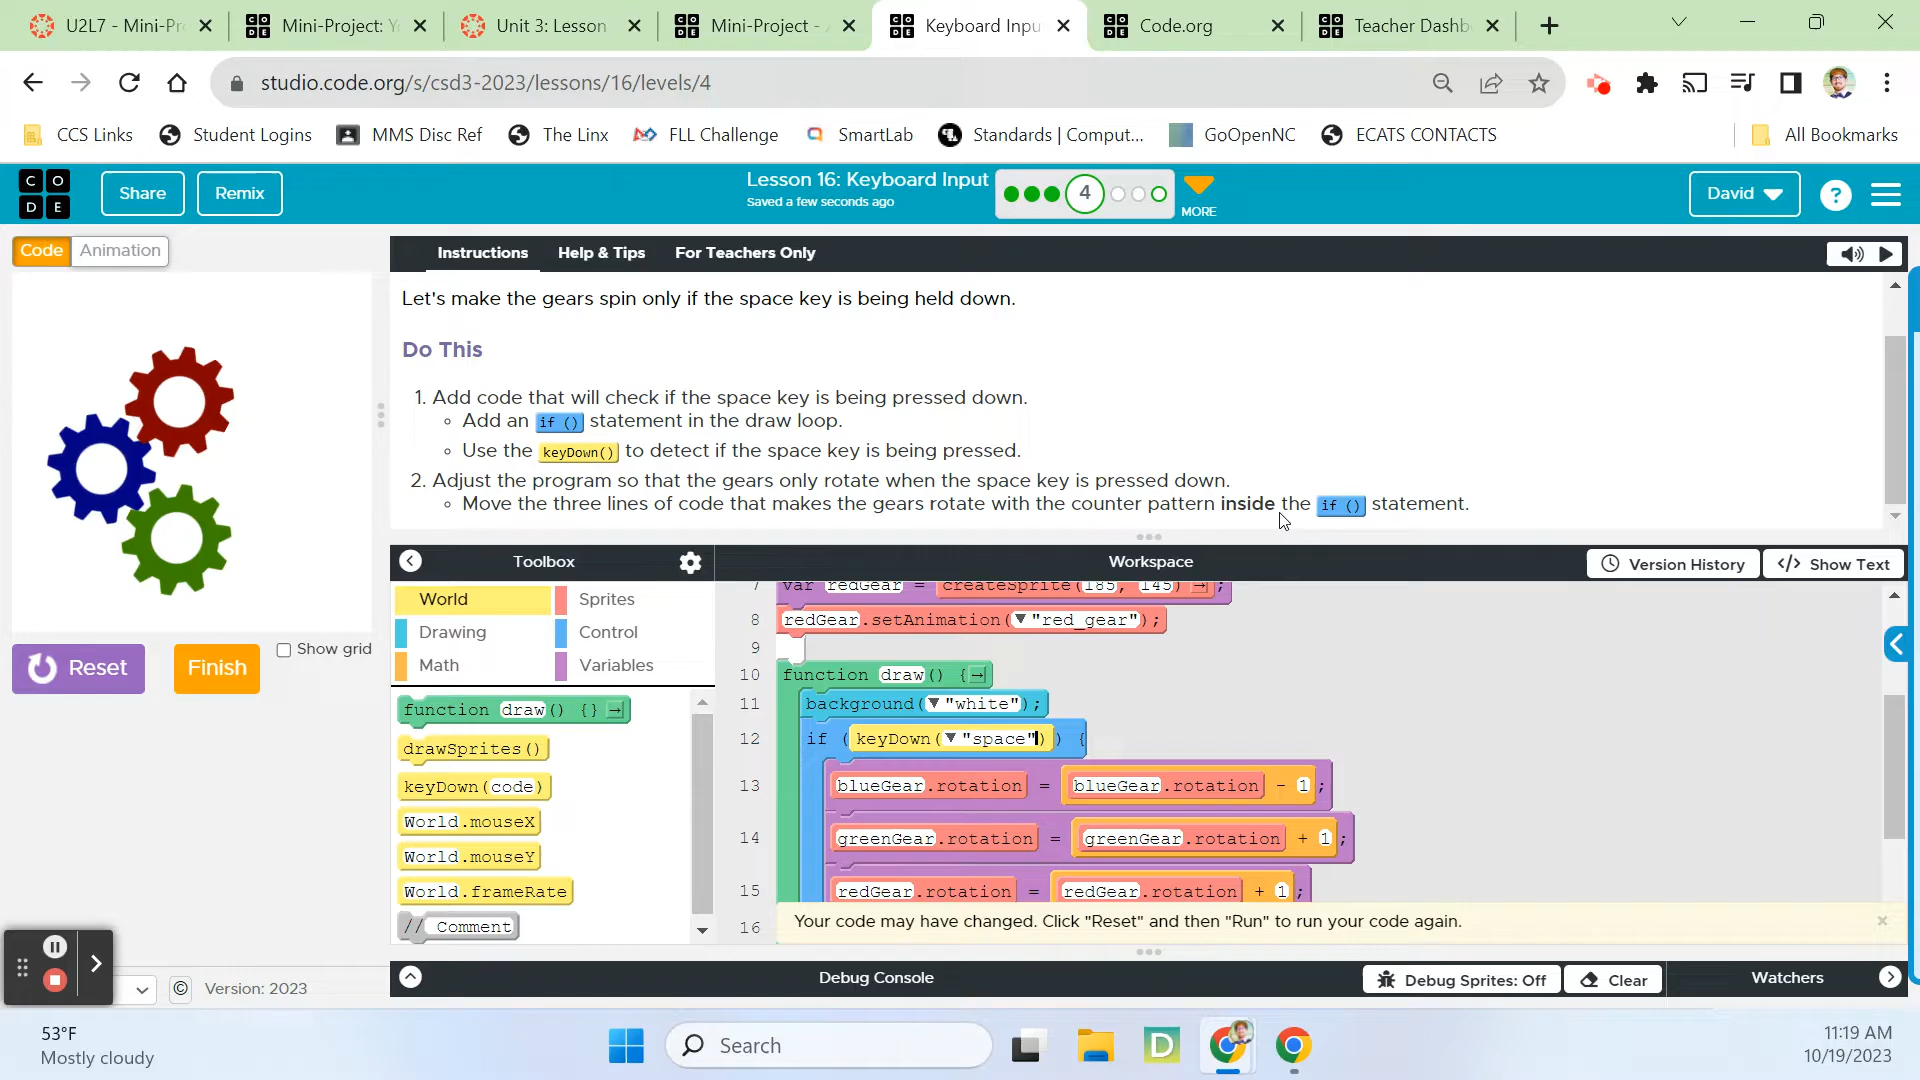 U2L7 - Mini-Pr
Mini-Project: Y
Unit 3: Lesson
Mini-Project - A
Keyboard Inpu
Code.org
Teacher Dashb
studio.code.org/s/csd3-2023/lessons/16/levels/4
CCS Links
Student Logins
MMS Disc Ref
The Linx
FLL Challenge
SmartLab
Standards | Comput...
GoOpenNC
ECATS CONTACTS
All Bookmarks
C O D E
Share
Remix
Lesson 16: Keyboard Input
Saved a few seconds ago
4
MORE
David
?
Code
Animation
Instructions
Help & Tips
For Teachers Only
Let's make the gears spin only if the space key is being held down.
Do This
1. Add code that will check if the space key is being pressed down.
Add an if () statement in the draw loop.
Use the keyDown() to detect if the space key is being pressed.
2. Adjust the program so that the gears only rotate when the space key is pressed down.
Move the three lines of code that makes the gears rotate with the counter pattern inside the if () statement.
Reset
Finish
Show grid
Toolbox
Workspace
Version History
</> Show Text
World
Sprites
Drawing
Control
Math
Variables
function draw() {}
drawSprites()
keyDown(code)
World.mouseX
World.mouseY
World.frameRate
// Comment
7 var redGear = createSprite(185, 145);
8 redGear.setAnimation("red_gear");
9
10 function draw() {
11 background("white");
12 if (keyDown("space")) {
13 blueGear.rotation = blueGear.rotation - 1;
14 greenGear.rotation = greenGear.rotation + 1;
15 redGear.rotation = redGear.rotation + 1;
16
Your code may have changed. Click "Reset" and then "Run" to run your code again.
Debug Console
Debug Sprites: Off
Clear
Watchers
© Version: 2023
53°F
Mostly cloudy
Search
D
11:19 AM
10/19/2023